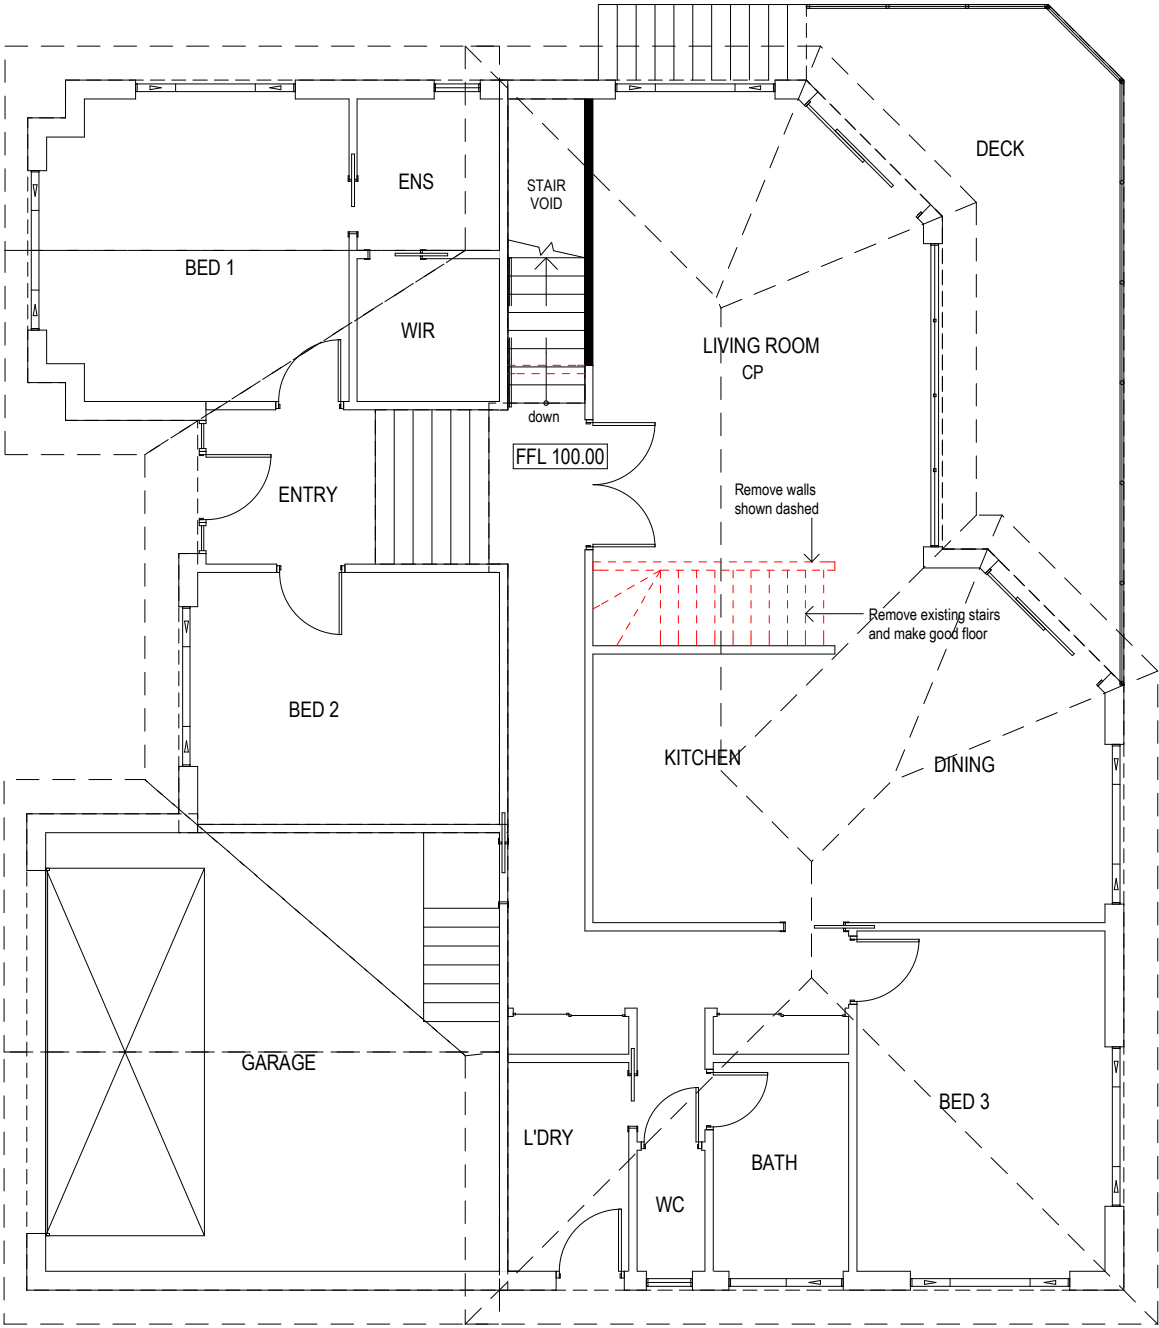 DECK
ENS
STAIR
VOID
BED 1
WIR
LIVING ROOM
CP
down
FFL 100.00
ENTRY
Remove walls
shown dashed
Remove existing stairs
and make good floor
BED 2
KITCHEN
DINING
GARAGE
BED 3
L'DRY
BATH
WC